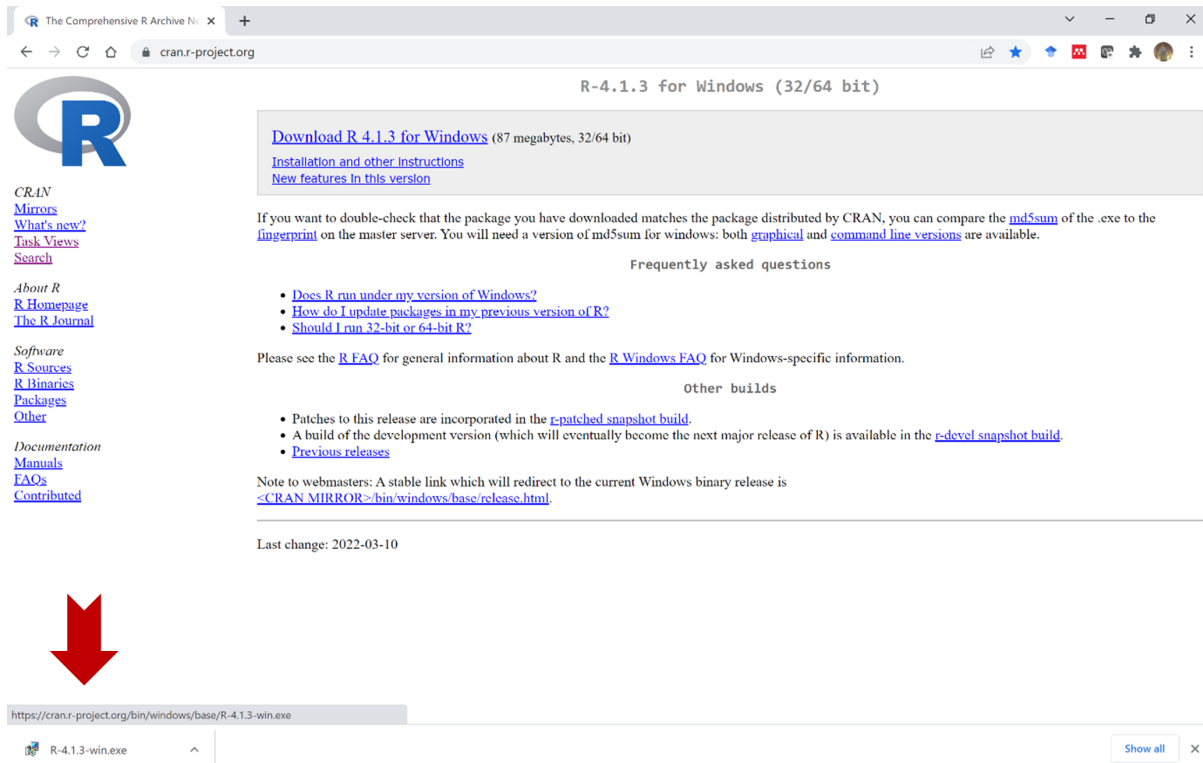 The Comprehensive R Archive Ne
cran.r-project.org
R
CRAN
Mirrors
What's new?
Task Views
Search
About R
R Homepage
The R Journal
Software
R Sources
R Binaries
Packages
Other
Documentation
Manuals
FAQs
Contributed
R-4.1.3 for Windows (32/64 bit)
Download R 4.1.3 for Windows (87 megabytes, 32/64 bit)
Installation and other instructions
New features in this version
If you want to double-check that the package you have downloaded matches the package distributed by CRAN, you can compare the md5sum of the .exe to the
fingerprint on the master server. You will need a version of md5sum for windows: both graphical and command line versions are available.
Frequently asked questions
• Does R run under my version of Windows?
• How do I update packages in my previous version of R?
• Should I run 32-bit or 64-bit R?
Please see the R FAQ for general information about R and the R Windows FAQ for Windows-specific information.
Other builds
• Patches to this release are incorporated in the r-patched snapshot build.
• A build of the development version (which will eventually become the next major release of R) is available in the r-devel snapshot build.
• Previous releases
Note to webmasters: A stable link which will redirect to the current Windows binary release is
<CRAN MIRROR>/bin/windows/base/release.html.
Last change: 2022-03-10
https://cran.r-project.org/bin/windows/base/R-4.1.3-win.exe
R-4.1.3-win.exe
Show all